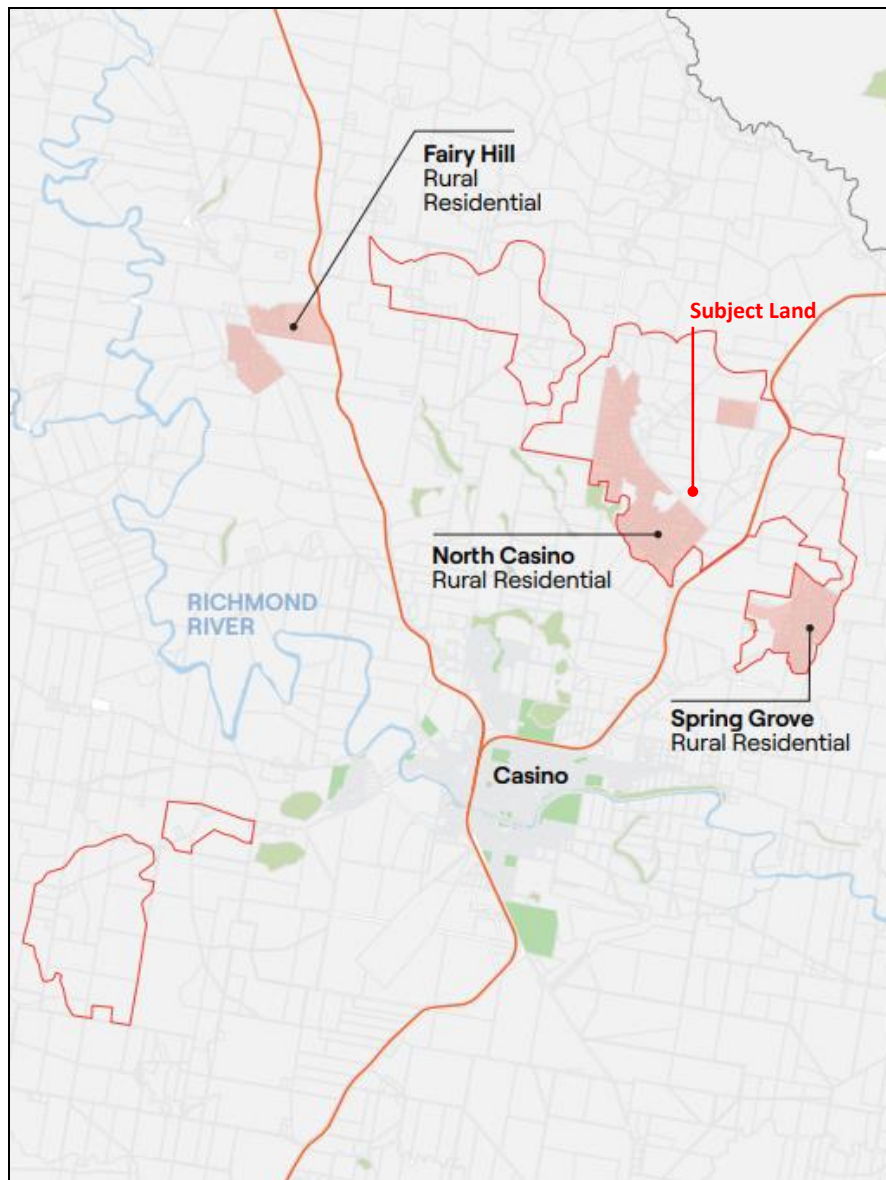 Fairy Hill
Rural
Residential
Subject Land
North Casino
Rural Residential
RICHMOND
RIVER
Spring Grove
Rural Residential
Casino